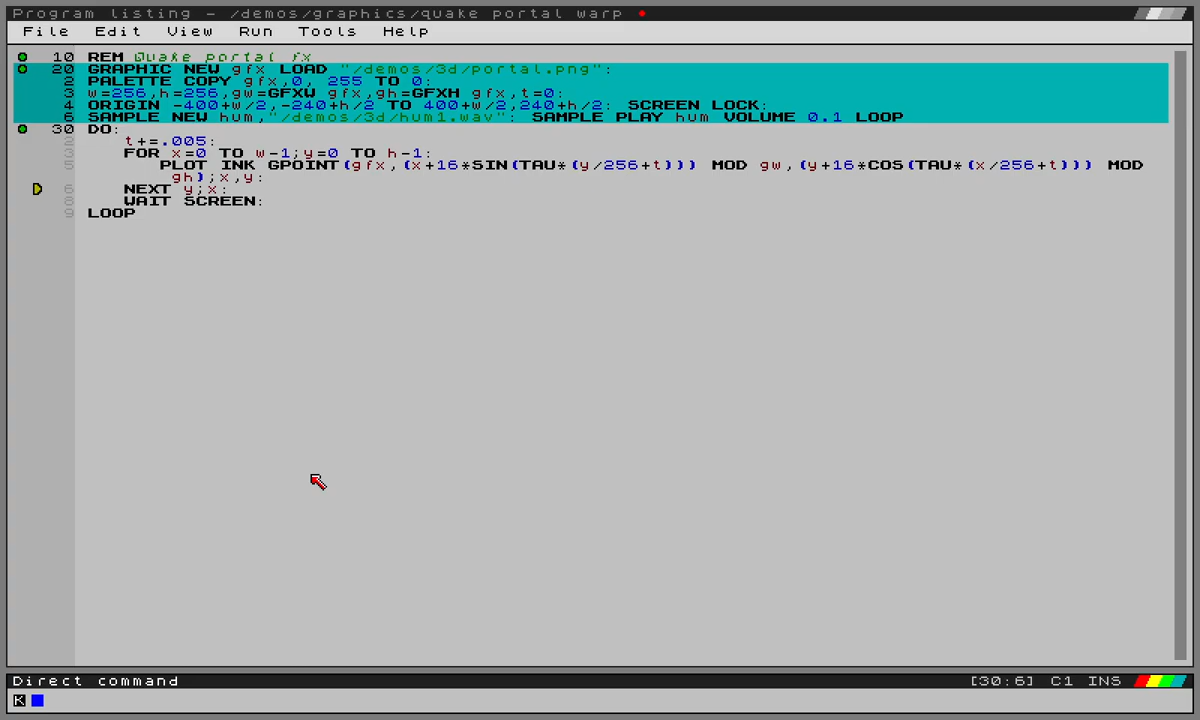 Program listing - /demos/graphics/quake portal warp
File Edit View Run Tools Help
10 REM Quake portal fx
20 GRAPHIC NEW gfx LOAD "/demos/3d/portal.png":
2 PALETTE COPY gfx,0, 255 TO 0:
3 w=256,h=256,gw=GFXW gfx,gh=GFXH gfx,t=0:
4 ORIGIN -400+w/2,-240+h/2 TO 400+w/2;240+h/2: SCREEN LOCK:
6 SAMPLE NEW hum,"/demos/3d/hum1.wav": SAMPLE PLAY hum VOLUME 0.1 LOOP
30 DO:
2 t+=.005:
3 FOR x=0 TO w-1;y=0 TO h-1:
5 PLOT INK GPOINT(gfx,(x+16*SIN(TAU*(y/256+t))) MOD gw,(y+16*COS(TAU*(x/256+t))) MOD
gh);x,y:
6 NEXT y;x:
8 WAIT SCREEN:
9 LOOP
Direct command [30:6] C1 INS
K